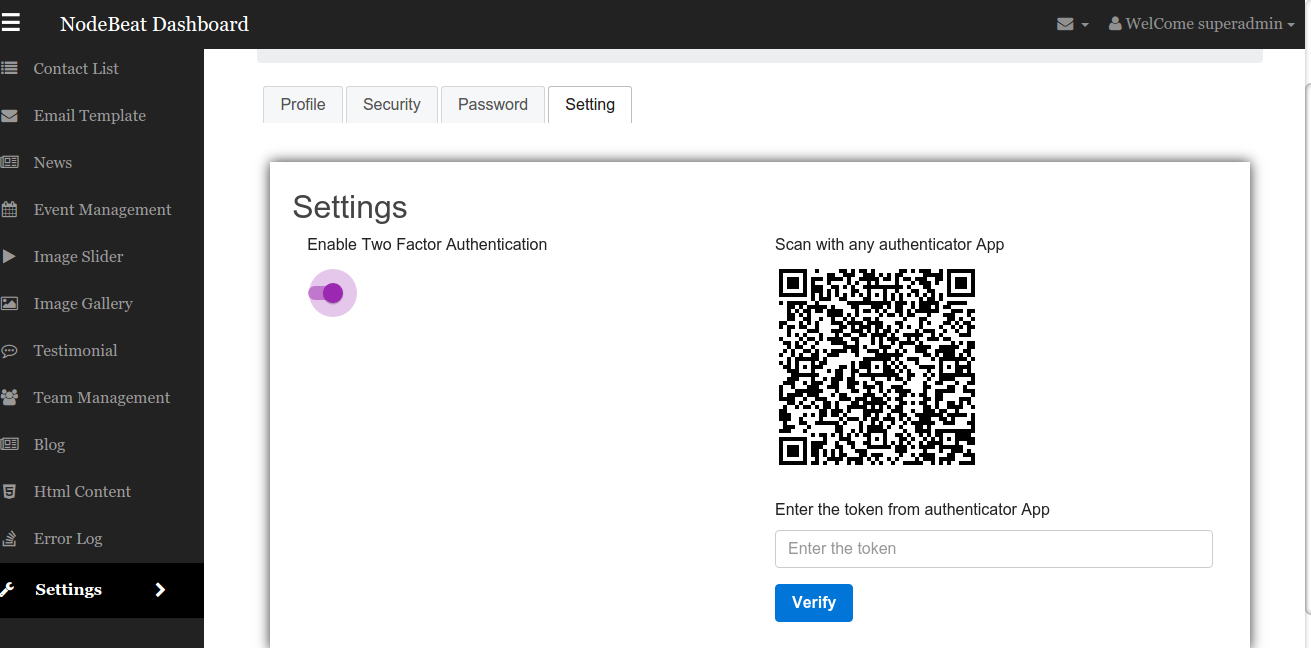 NodeBeat Dashboard
WelCome superadmin
Contact List
Email Template
News
Event Management
Image Slider
Image Gallery
Testimonial
Team Management
Blog
Html Content
Error Log
Settings
Profile Security Password Setting
Settings
Enable Two Factor Authentication
Scan with any authenticator App
Enter the token from authenticator App
Enter the token
Verify